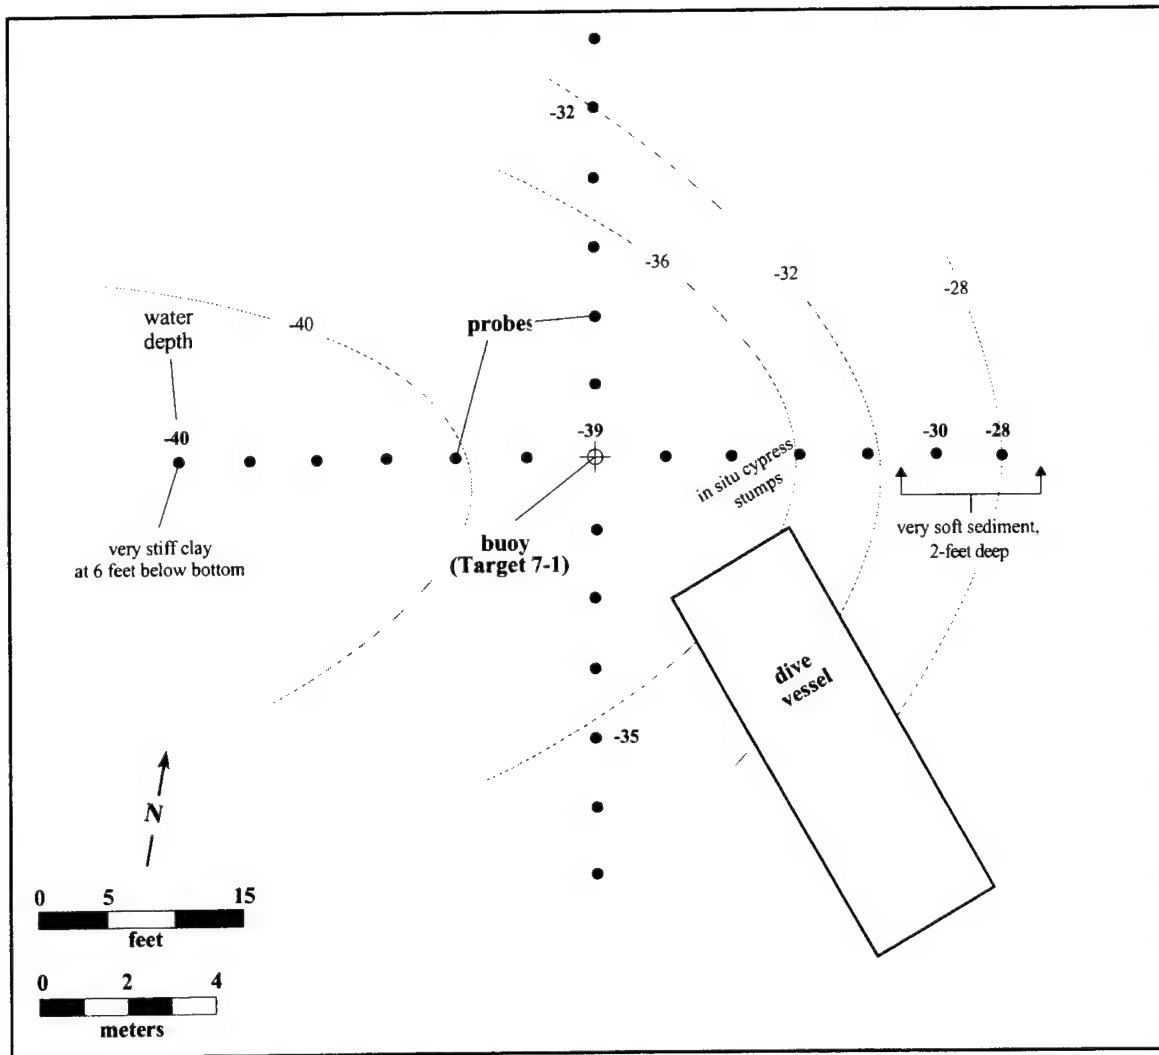 -32
-36
-32
-28
-40
water
depth
probes
-40
-39
-30
-28
in situ cypress
stumps
very soft sediment,
2-feet deep
very stiff clay
at 6 feet below bottom
buoy
(Target 7-1)
dive
vessel
-35
N
0 5 15
feet
0 2 4
meters